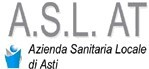 A.S.L. AT
Azienda Sanitaria Locale
di Asti